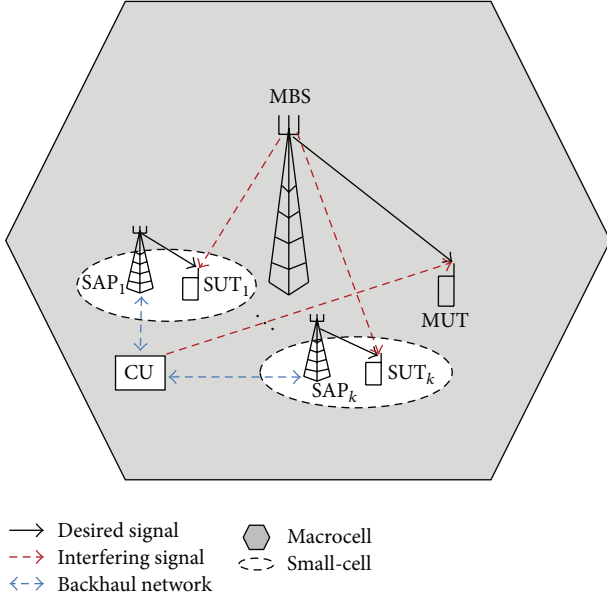 MBS
SAP₁
SUT₁
MUT
CU
SAPₖ
SUTₖ
Desired signal
Interfering signal
Backhaul network
Macrocell
Small-cell